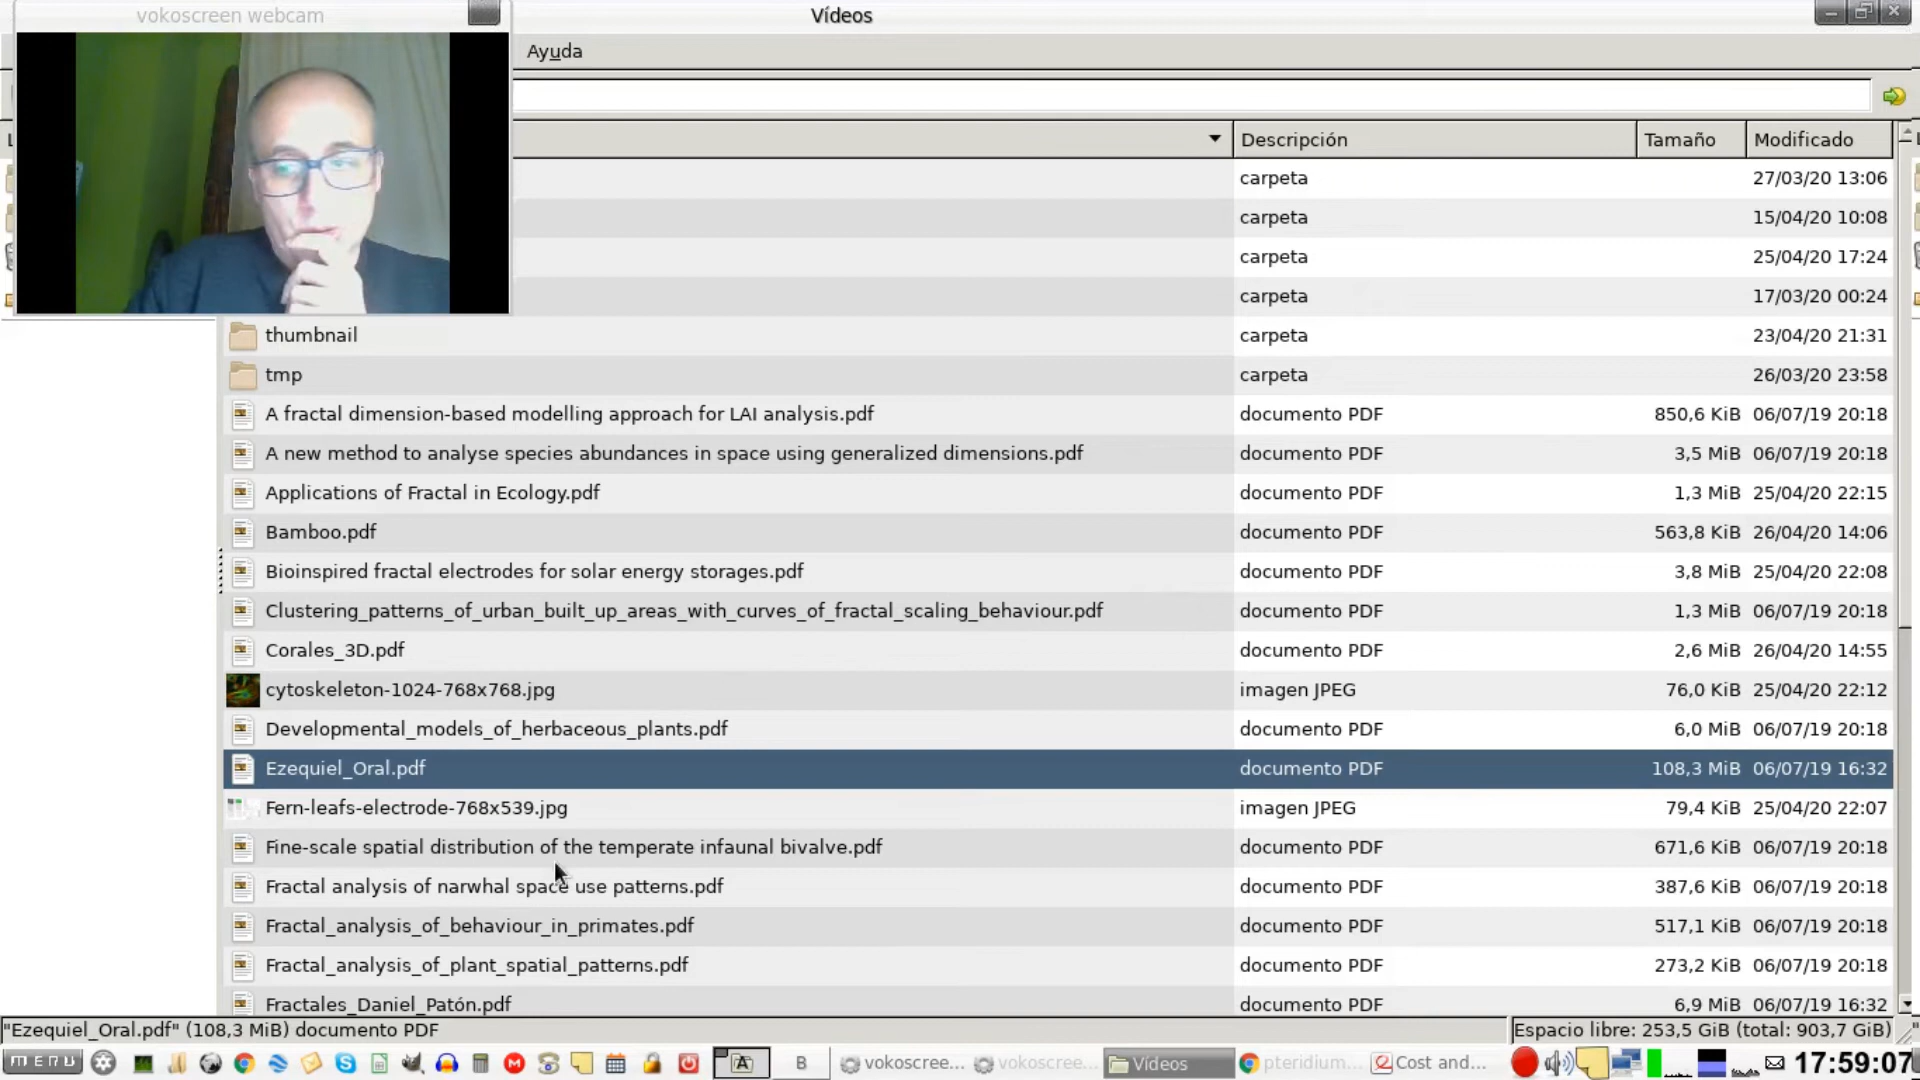 vokoscreen webcam
Vídeos
Ayuda
Descripción Tamaño Modificado
carpeta 27/03/20 13:06
carpeta 15/04/20 10:08
carpeta 25/04/20 17:24
carpeta 17/03/20 00:24
thumbnail carpeta 23/04/20 21:31
tmp carpeta 26/03/20 23:58
A fractal dimension-based modelling approach for LAI analysis.pdf documento PDF 850,6 KiB 06/07/19 20:18
A new method to analyse species abundances in space using generalized dimensions.pdf documento PDF 3,5 MiB 06/07/19 20:18
Applications of Fractal in Ecology.pdf documento PDF 1,3 MiB 25/04/20 22:15
Bamboo.pdf documento PDF 563,8 KiB 26/04/20 14:06
Bioinspired fractal electrodes for solar energy storages.pdf documento PDF 3,8 MiB 25/04/20 22:08
Clustering_patterns_of_urban_built_up_areas_with_curves_of_fractal_scaling_behaviour.pdf documento PDF 1,3 MiB 06/07/19 20:18
Corales_3D.pdf documento PDF 2,6 MiB 26/04/20 14:55
cytoskeleton-1024-768x768.jpg imagen JPEG 76,0 KiB 25/04/20 22:12
Developmental_models_of_herbaceous_plants.pdf documento PDF 6,0 MiB 06/07/19 20:18
Ezequiel_Oral.pdf documento PDF 108,3 MiB 06/07/19 16:32
Fern-leafs-electrode-768x539.jpg imagen JPEG 79,4 KiB 25/04/20 22:07
Fine-scale spatial distribution of the temperate infaunal bivalve.pdf documento PDF 671,6 KiB 06/07/19 20:18
Fractal analysis of narwhal space use patterns.pdf documento PDF 387,6 KiB 06/07/19 20:18
Fractal_analysis_of_behaviour_in_primates.pdf documento PDF 517,1 KiB 06/07/19 20:18
Fractal_analysis_of_plant_spatial_patterns.pdf documento PDF 273,2 KiB 06/07/19 20:18
Fractales_Daniel_Patón.pdf documento PDF 6,9 MiB 06/07/19 16:32
"Ezequiel_Oral.pdf" (108,3 MiB) documento PDF Espacio libre: 253,5 GiB (total: 903,7 GiB)
MENU A B vokoscree... vokoscree... Vídeos pteridium... Cost and... 17:59:07